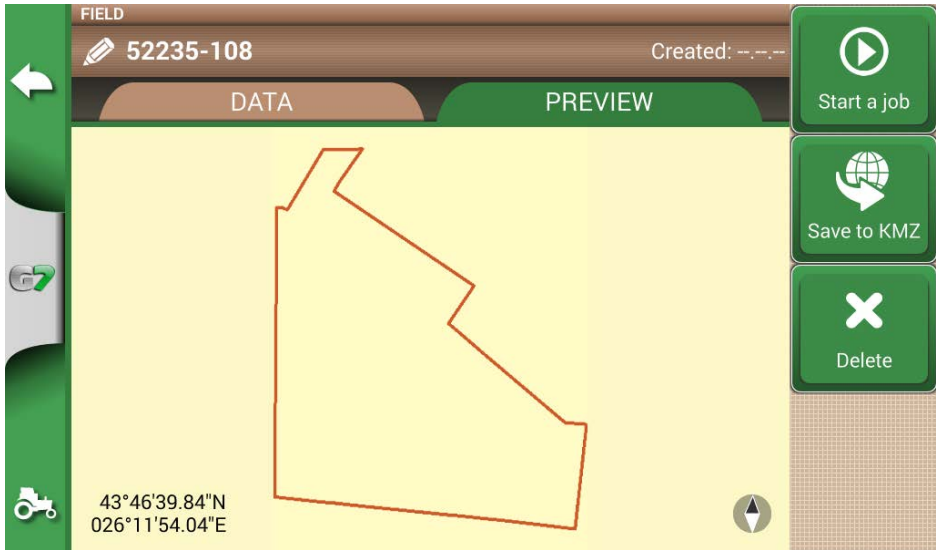 FIELD
52235-108
Created: --.--.--
DATA
PREVIEW
Start a job
Save to KMZ
Delete
G7
43°46'39.84"N
026°11'54.04"E